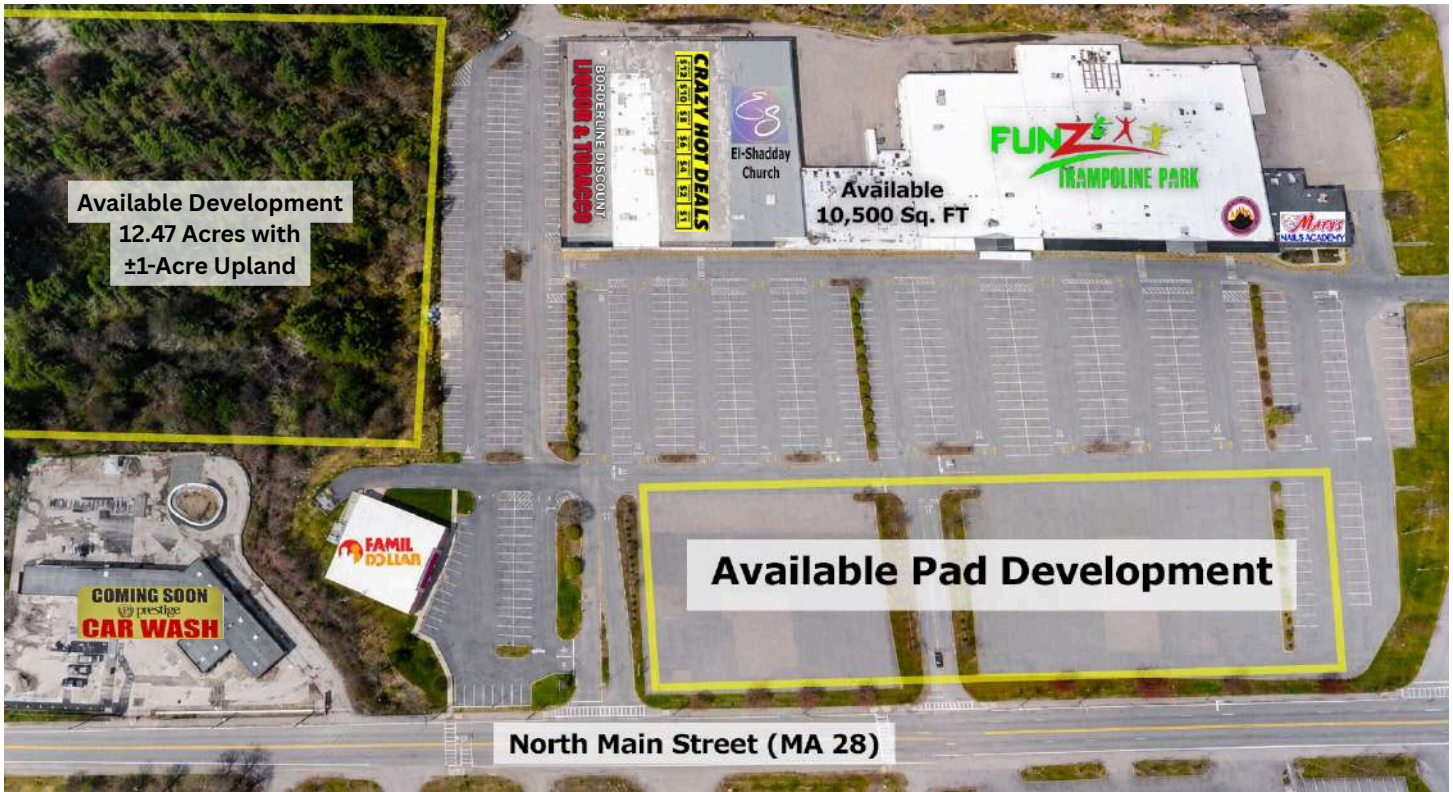 BORDERLINE DISCOUNT
LIQUOR & TOBACCO
CRAZY HOT DEALS
$12 $10 $8 $6 $4 $2 $1
El-Shadday
Church
FUNZ
TRAMPOLINE PARK
Available
10,500 Sq. FT
Marys
NAILS ACADEMY
Available Development
12.47 Acres with
±1-Acre Upland
FAMIL
DOLLAR
Available Pad Development
COMING SOON
prestige
CAR WASH
North Main Street (MA 28)